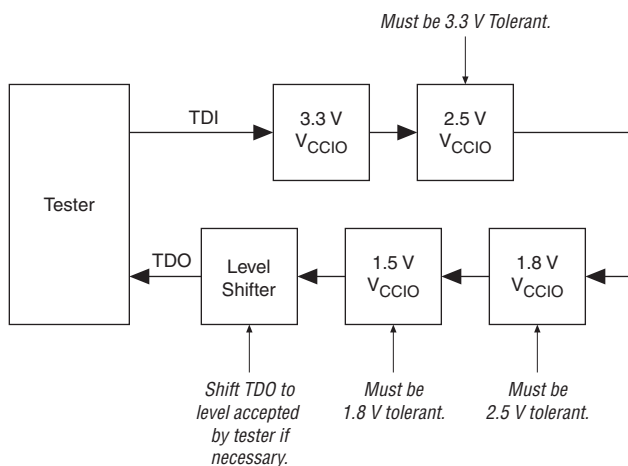 Must be 3.3 V Tolerant.
TDI
3.3 V
VCCIO
2.5 V
VCCIO
Tester
TDO
Level
Shifter
1.5 V
VCCIO
1.8 V
VCCIO
Shift TDO to
level accepted
by tester if
necessary.
Must be
1.8 V tolerant.
Must be
2.5 V tolerant.